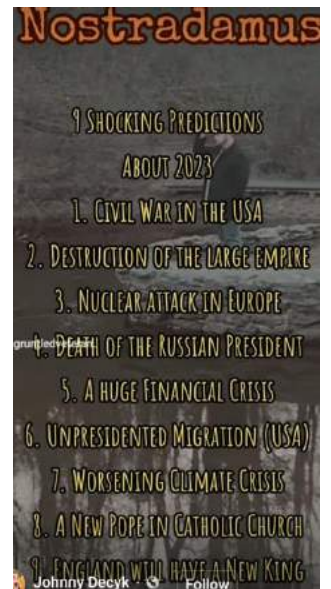 Nostradamus
9 Shocking Predictions
About 2023
1. Civil War in the USA
2. Destruction of the large empire
3. Nuclear attack in Europe
4. Death of the Russian President
gruntledveteran
5. A huge Financial Crisis
6. Unpresidented Migration (USA)
7. Worsening Climate Crisis
8. A New Pope in Catholic Church
9. England will have a New King
Johnny Decyk Follow